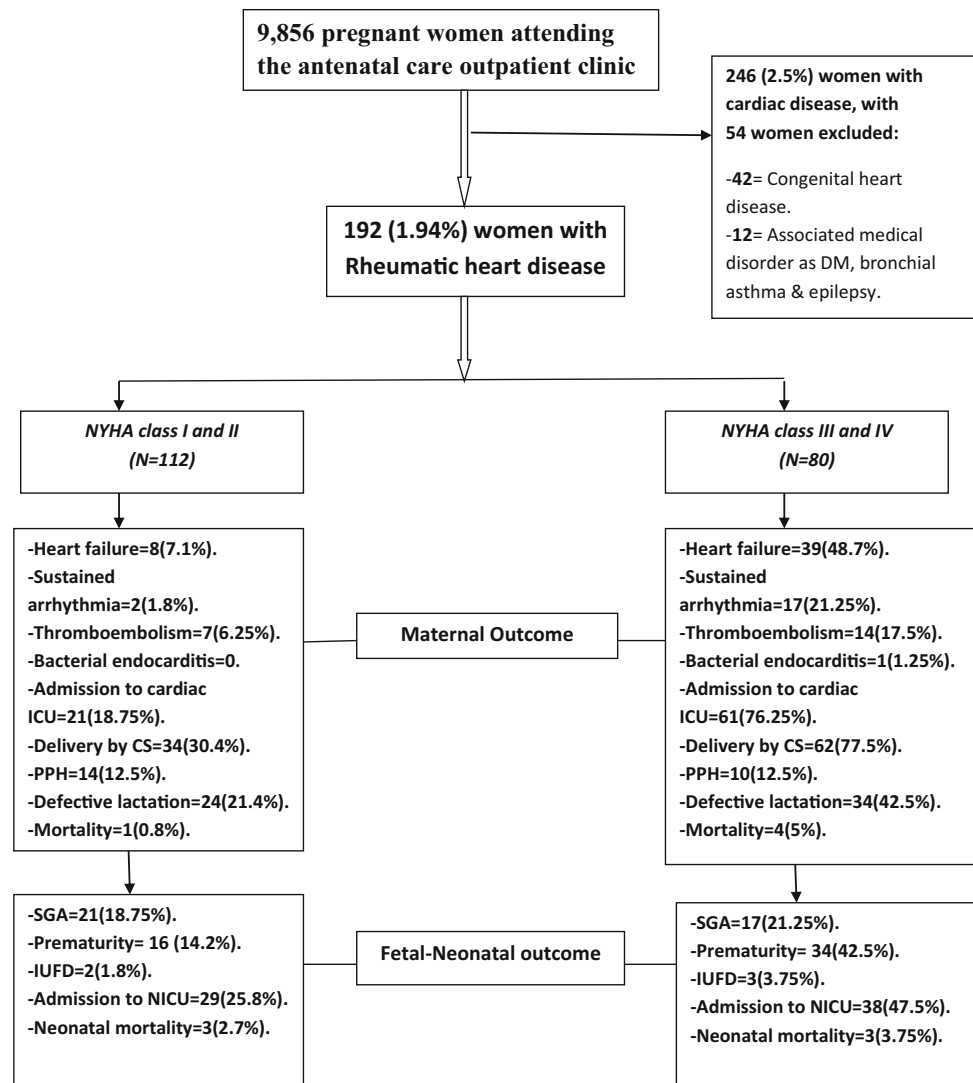 9,856 pregnant women attending
the antenatal care outpatient clinic
246 (2.5%) women with
cardiac disease, with
54 women excluded:
-42= Congenital heart
disease.
-12= Associated medical
disorder as DM, bronchial
asthma & epilepsy.
192 (1.94%) women with
Rheumatic heart disease
NYHA class I and II
(N=112)
NYHA class III and IV
(N=80)
-Heart failure=8(7.1%).
-Sustained
arrhythmia=2(1.8%).
-Thromboembolism=7(6.25%).
-Bacterial endocarditis=0.
-Admission to cardiac
ICU=21(18.75%).
-Delivery by CS=34(30.4%).
-PPH=14(12.5%).
-Defective lactation=24(21.4%).
-Mortality=1(0.8%).
Maternal Outcome
-Heart failure=39(48.7%).
-Sustained
arrhythmia=17(21.25%).
-Thromboembolism=14(17.5%).
-Bacterial endocarditis=1(1.25%).
-Admission to cardiac
ICU=61(76.25%).
-Delivery by CS=62(77.5%).
-PPH=10(12.5%).
-Defective lactation=34(42.5%).
-Mortality=4(5%).
-SGA=21(18.75%).
-Prematurity= 16 (14.2%).
-IUFD=2(1.8%).
-Admission to NICU=29(25.8%).
-Neonatal mortality=3(2.7%).
Fetal-Neonatal outcome
-SGA=17(21.25%).
-Prematurity= 34(42.5%).
-IUFD=3(3.75%).
-Admission to NICU=38(47.5%).
-Neonatal mortality=3(3.75%).